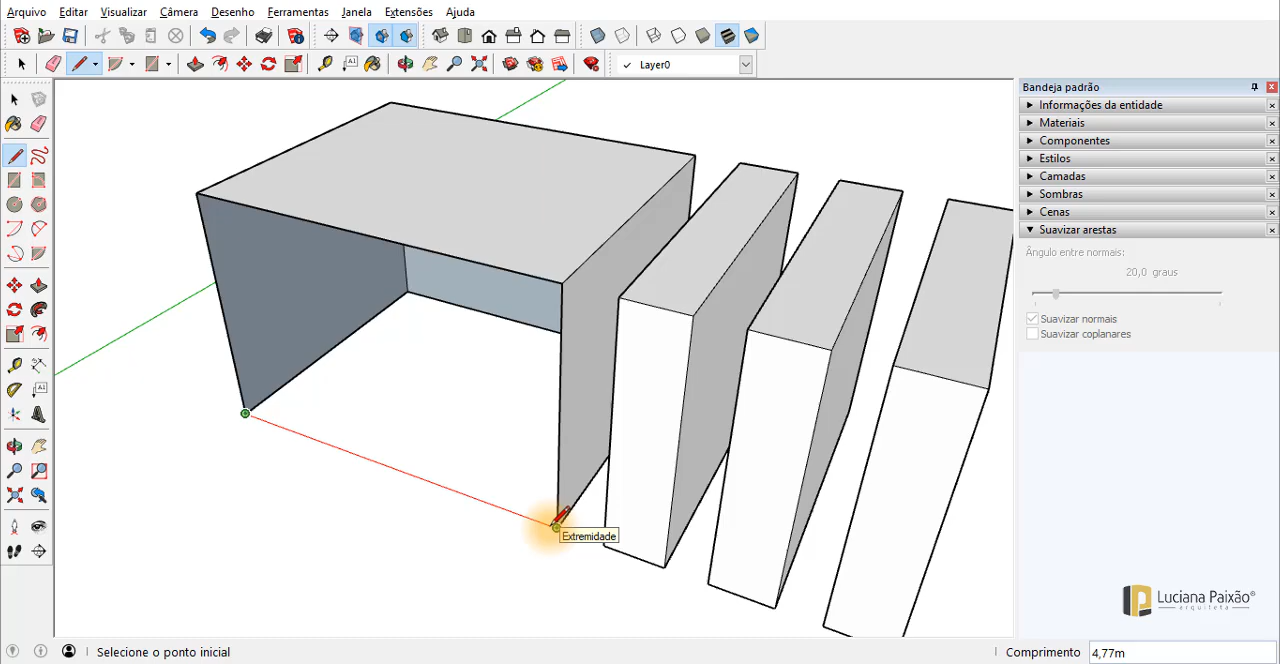 Arquivo Editar Visualizar Câmera Desenho Ferramentas Janela Extensões Ajuda
Layer0
Bandeja padrão
Informações da entidade
Materiais
Componentes
Estilos
Camadas
Sombras
Cenas
Suavizar arestas
Ângulo entre normais:
20,0 graus
Suavizar normais
Suavizar coplanares
Extremidade
Luciana Paixão®
arquiteta
Selecione o ponto inicial
Comprimento 4,77m